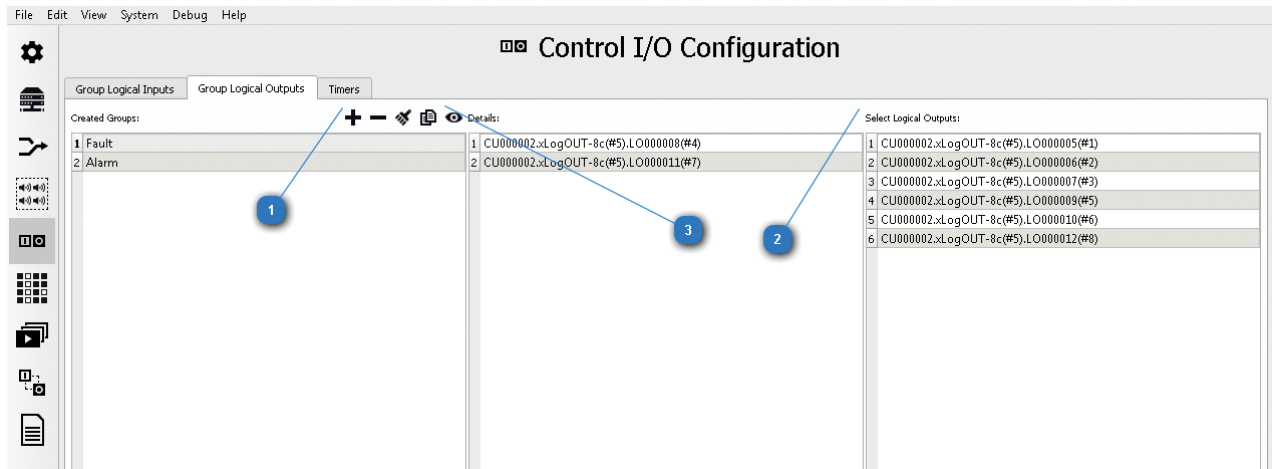 File Edit View System Debug Help
Control I/O Configuration
Group Logical Inputs Group Logical Outputs Timers
Created Groups: Details: Select Logical Outputs:
1 Fault
2 Alarm
1 CU000002.xLogOUT-8c(#5).LO000008(#4)
2 CU000002.xLogOUT-8c(#5).LO000011(#7)
1 CU000002.xLogOUT-8c(#5).LO000005(#1)
2 CU000002.xLogOUT-8c(#5).LO000006(#2)
3 CU000002.xLogOUT-8c(#5).LO000007(#3)
4 CU000002.xLogOUT-8c(#5).LO000009(#5)
5 CU000002.xLogOUT-8c(#5).LO000010(#6)
6 CU000002.xLogOUT-8c(#5).LO000012(#8)
1
3
2